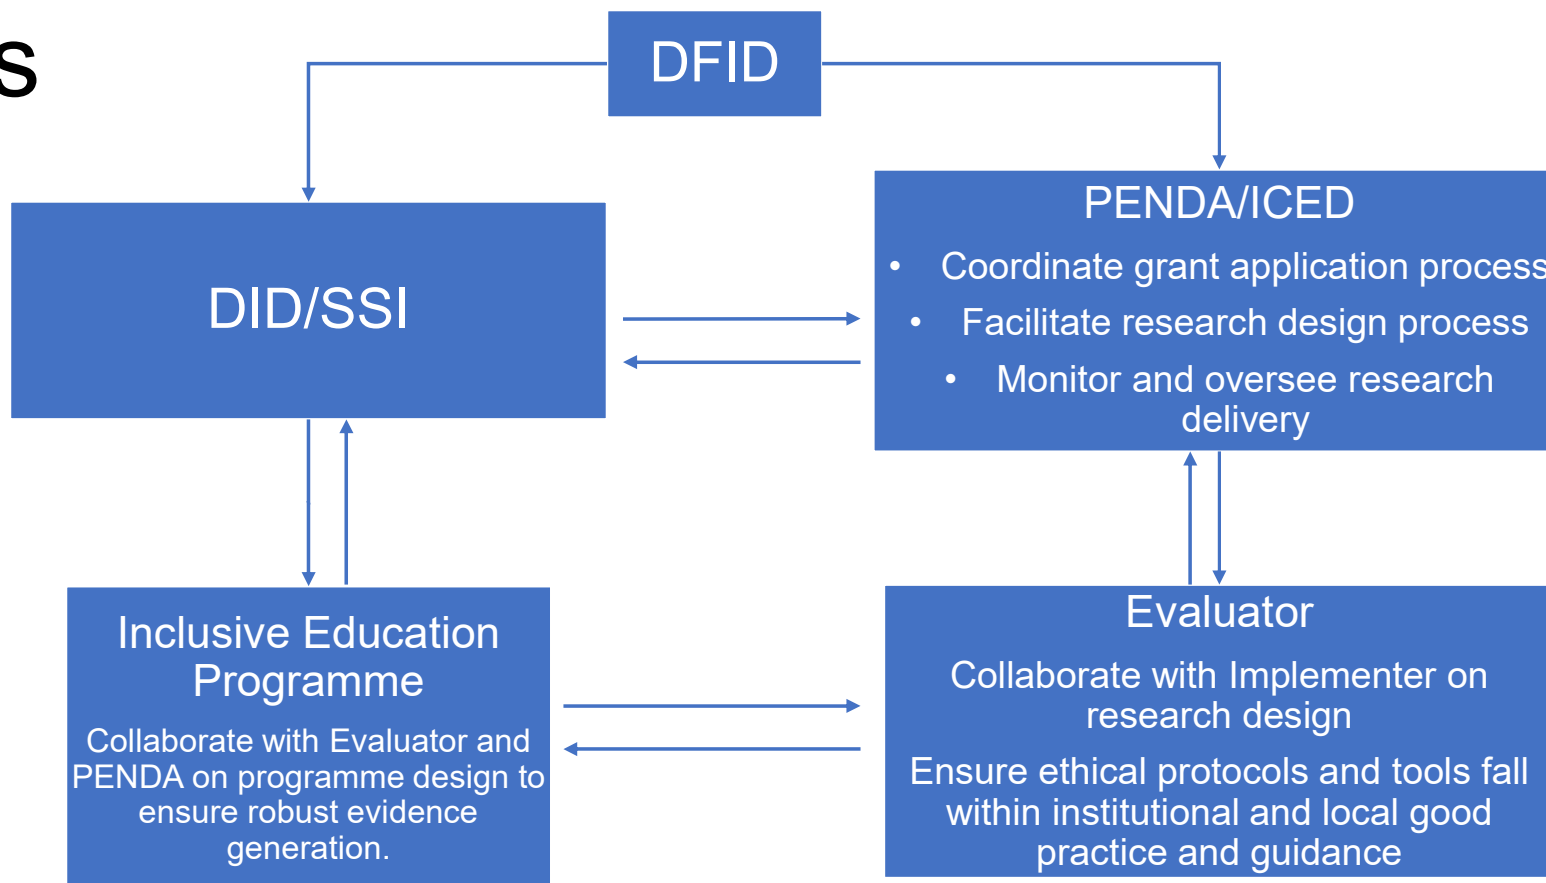 s
DFID
DID/SSI
PENDA/ICED
• Coordinate grant application process
• Facilitate research design process
• Monitor and oversee research
delivery
Inclusive Education
Programme
Collaborate with Evaluator and
PENDA on programme design to
ensure robust evidence
generation.
Evaluator
Collaborate with Implementer on
research design
Ensure ethical protocols and tools fall
within institutional and local good
practice and guidance